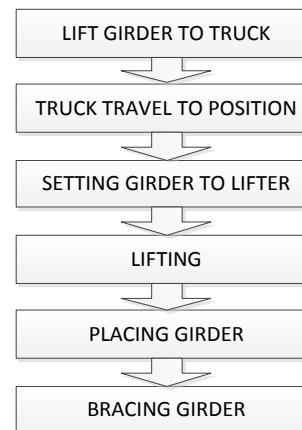 LIFT GIRDER TO TRUCK
TRUCK TRAVEL TO POSITION
SETTING GIRDER TO LIFTER
LIFTING
PLACING GIRDER
BRACING GIRDER